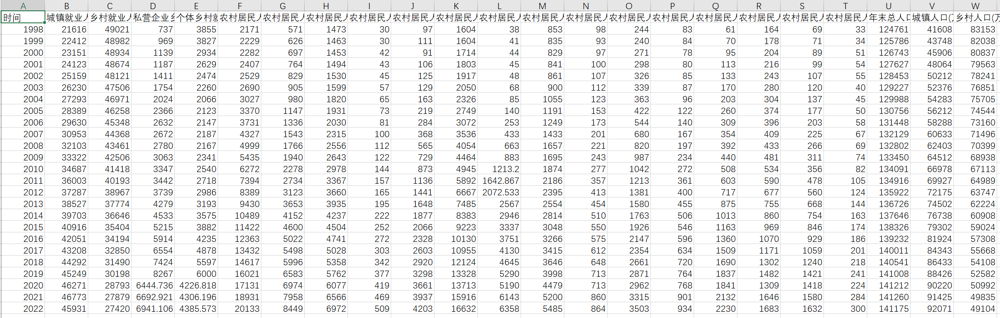 A B C D E F G H I J K L M N O P Q R S T U V W
时间 城镇就业人 乡村就业人 私营企业乡 个体乡村就 农村居民人 农村居民人 农村居民人 农村居民人 农村居民人 农村居民人 农村居民人 农村居民人 农村居民人 农村居民人 农村居民人 农村居民人 农村居民人 农村居民人 农村居民人 年末总人口 城镇人口(万 乡村人口(万
1998 21616 49021 737 3855 2171 571 1473 30 97 1604 38 853 98 244 83 61 164 69 33 124761 41608 83153
1999 22412 48982 969 3827 2229 626 1463 30 111 1604 41 835 93 240 84 70 178 71 34 125786 43748 82038
2000 23151 48934 1139 2934 2282 697 1453 42 91 1714 44 829 97 271 78 95 204 89 51 126743 45906 80837
2001 24123 48674 1187 2629 2407 764 1494 43 106 1803 45 841 100 298 80 113 216 99 54 127627 48064 79563
2002 25159 48121 1411 2474 2529 829 1530 45 125 1917 48 861 107 326 85 133 243 107 55 128453 50212 78241
2003 26230 47506 1754 2260 2690 905 1599 57 129 2050 68 900 112 339 87 170 280 120 40 129227 52376 76851
2004 27293 46971 2024 2066 3027 980 1820 65 163 2326 85 1055 123 363 96 203 304 137 45 129988 54283 75705
2005 28389 46258 2366 2123 3370 1147 1931 73 219 2749 140 1191 153 422 122 260 374 177 50 130756 56212 74544
2006 29630 45348 2632 2147 3731 1336 2030 81 284 3072 253 1249 173 544 140 309 396 203 58 131448 58288 73160
2007 30953 44368 2672 2187 4327 1543 2315 100 368 3536 433 1433 201 680 167 354 409 225 67 132129 60633 71496
2008 32103 43461 2780 2167 4999 1766 2556 112 565 4054 663 1657 221 820 197 392 433 266 69 132802 62403 70399
2009 33322 42506 3063 2341 5435 1940 2643 122 729 4464 883 1695 243 987 234 440 481 311 74 133450 64512 68938
2010 34687 41418 3347 2540 6272 2278 2978 144 873 4945 1213.2 1874 277 1042 272 508 534 356 82 134091 66978 67113
2011 36003 40193 3442 2718 7394 2734 3367 157 1136 5892 1642.867 2186 357 1213 361 603 590 478 105 134916 69927 64989
2012 37287 38967 3739 2986 8389 3123 3660 165 1441 6667 2072.533 2395 413 1381 400 717 677 560 124 135922 72175 63747
2013 38527 37774 4279 3193 9430 3653 3935 195 1648 7485 2567 2554 454 1580 455 875 755 668 144 136726 74502 62224
2014 39703 36646 4533 3575 10489 4152 4237 222 1877 8383 2946 2814 510 1763 506 1013 860 754 163 137646 76738 60908
2015 40916 35404 5215 3882 11422 4600 4504 252 2066 9223 3337 3048 550 1926 546 1163 969 846 174 138326 79302 59024
2016 42051 34194 5914 4235 12363 5022 4741 272 2328 10130 3751 3266 575 2147 596 1360 1070 929 186 139232 81924 57308
2017 43208 32850 6554 4878 13432 5498 5028 303 2603 10955 4130 3415 612 2354 634 1509 1171 1059 201 140011 84343 55668
2018 44292 31490 7424 5597 14617 5996 5358 342 2920 12124 4645 3646 648 2661 720 1690 1302 1240 218 140541 86433 54108
2019 45249 30198 8267 6000 16021 6583 5762 377 3298 13328 5290 3998 713 2871 764 1837 1482 1421 241 141008 88426 52582
2020 46271 28793 6444.736 4226.818 17131 6974 6077 419 3661 13713 5190 4479 713 2962 768 1841 1309 1418 224 141212 90220 50992
2021 46773 27879 6692.921 4306.196 18931 7958 6566 469 3937 15916 6143 5200 860 3315 901 2132 1646 1580 284 141260 91425 49835
2022 45931 27420 6941.106 4385.573 20133 8449 6972 509 4203 16632 6358 5485 864 3503 934 2230 1683 1632 300 141175 92071 49104